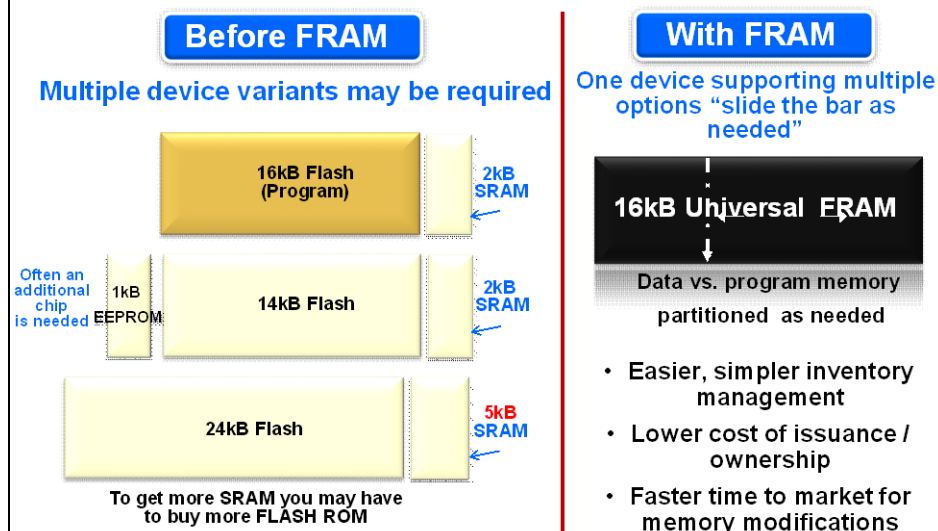 Before FRAM
Multiple device variants may be required
16kB Flash
(Program)
2kB
SRAM
Often an
additional
chip
is needed
1kB
EEPROM
14kB Flash
2kB
SRAM
24kB Flash
5kB
SRAM
To get more SRAM you may have
to buy more FLASH ROM
With FRAM
One device supporting multiple
options “slide the bar as
needed”
16kB Universal FRAM
Data vs. program memory
partitioned as needed
• Easier, simpler inventory
management
• Lower cost of issuance /
ownership
• Faster time to market for
memory modifications